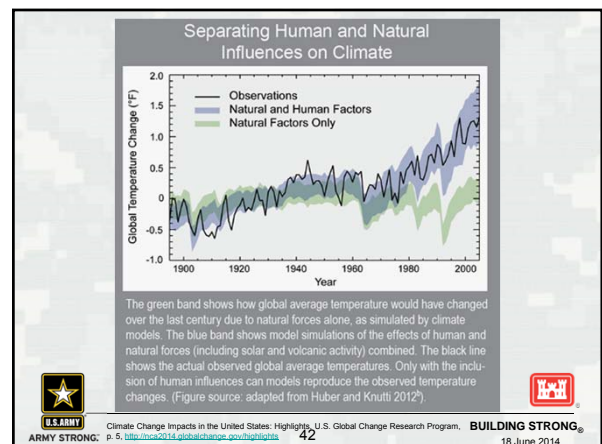 Separating Human and Natural
Influences on Climate
2.0
1.5
1.0
0.5
0
-0.5
-1.0
Global Temperature Change (°F)
Observations
Natural and Human Factors
Natural Factors Only
1900
1920
1940
1960
1980
2000
Year
The green band shows how global average temperature would have changed
over the last century due to natural forces alone, as simulated by climate
models. The blue band shows model simulations of the effects of human and
natural forces (including solar and volcanic activity) combined. The black line
shows the actual observed global average temperatures. Only with the inclu-
sion of human influences can models reproduce the observed temperature
changes. (Figure source: adapted from Huber and Knutti 2012⁸).
U.S.ARMY
ARMY STRONG.
Climate Change Impacts in the United States: Highlights, U.S. Global Change Research Program,
p. 5, http://nca2014.globalchange.gov/highlights
42
BUILDING STRONG®
18 June 2014